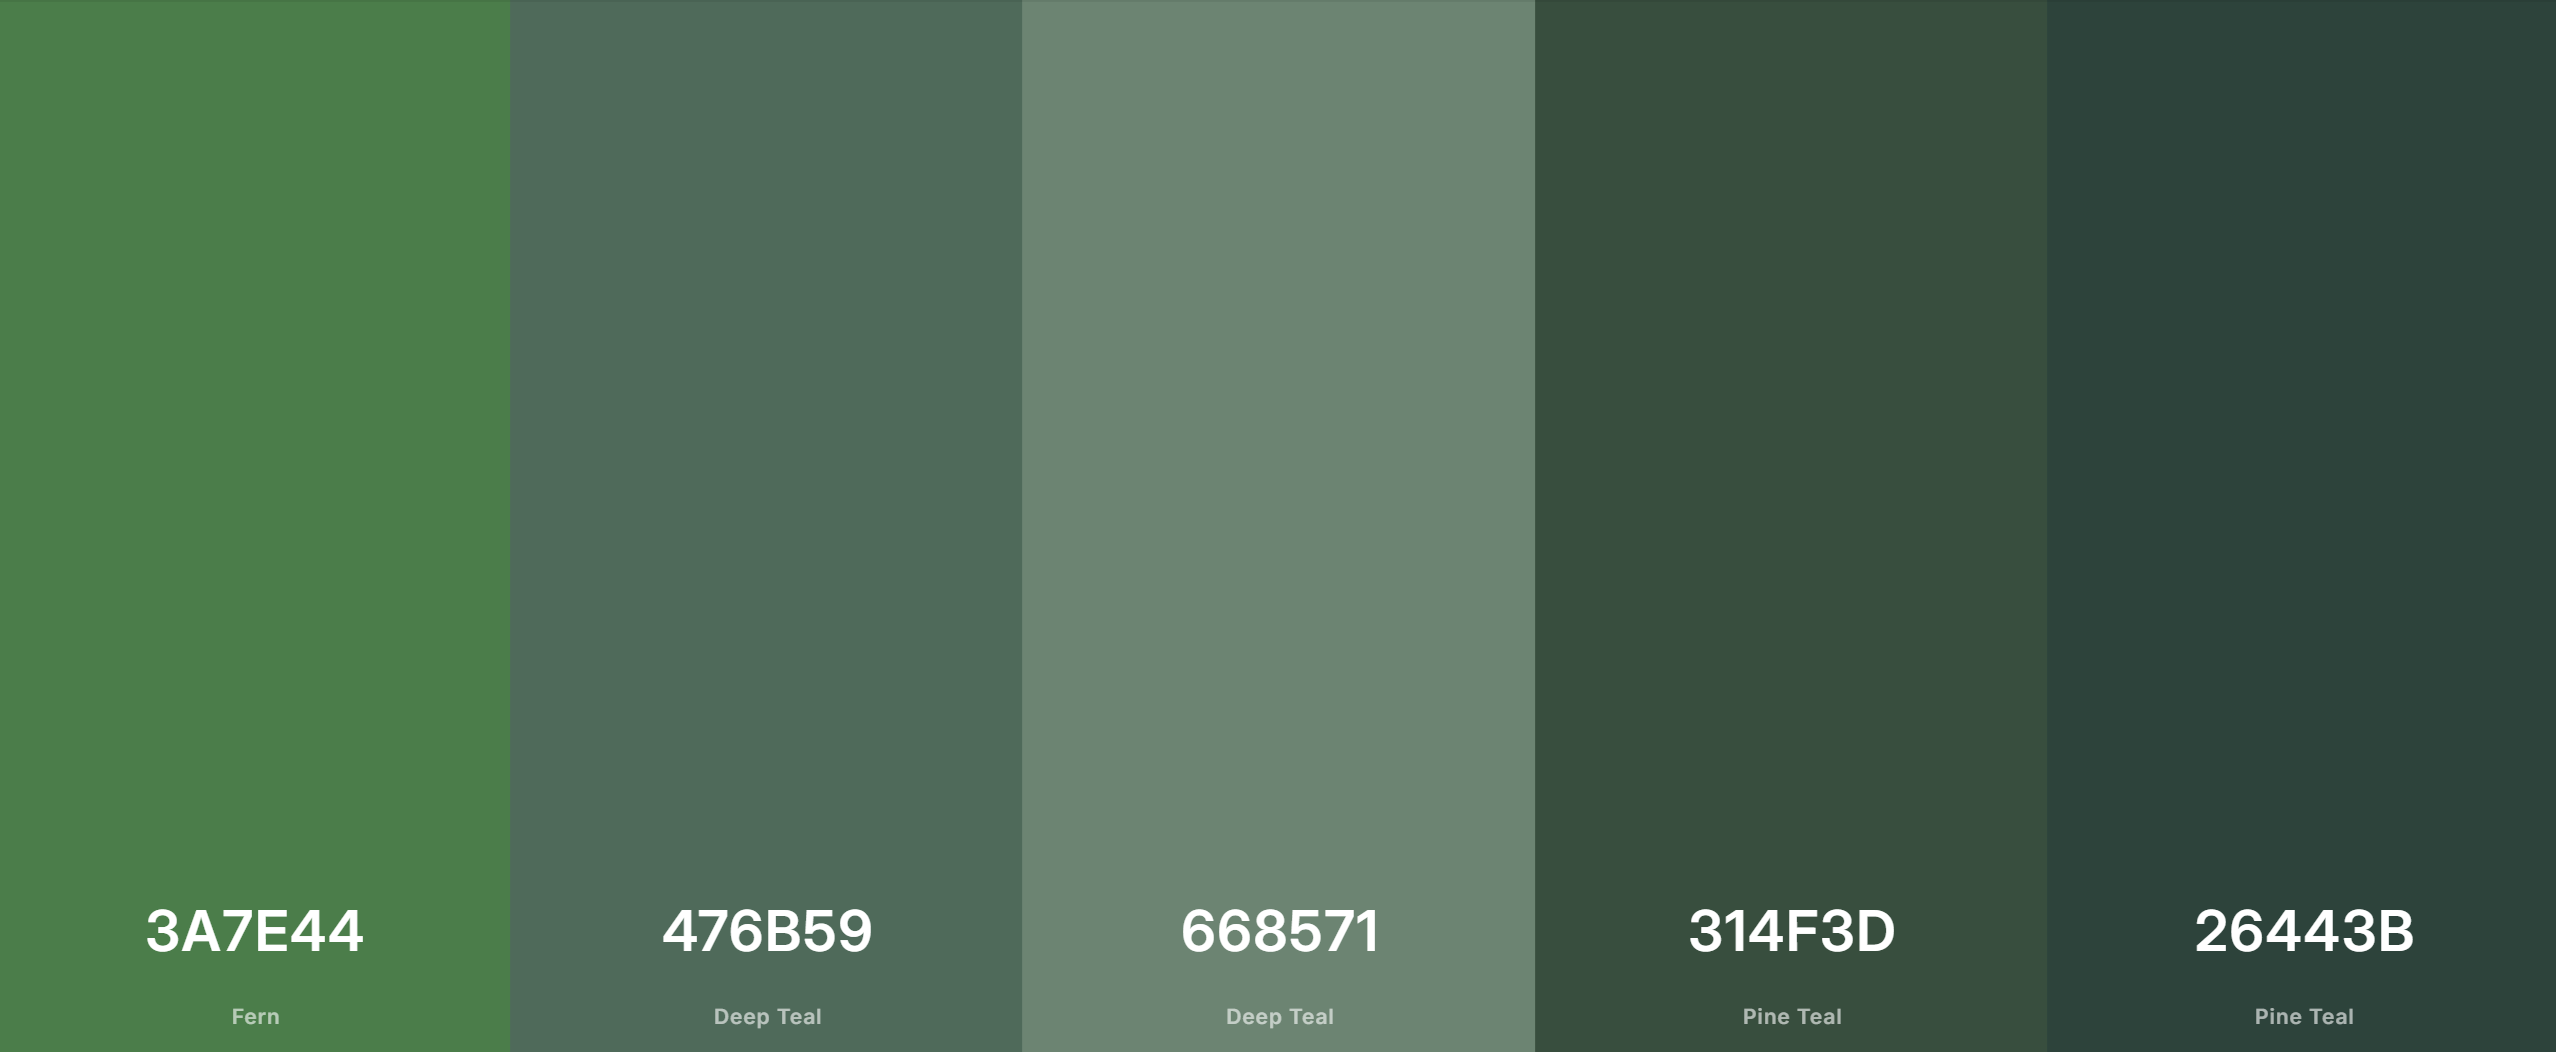 3A7E44
Fern
476B59
Deep Teal
668571
Deep Teal
314F3D
Pine Teal
26443B
Pine Teal